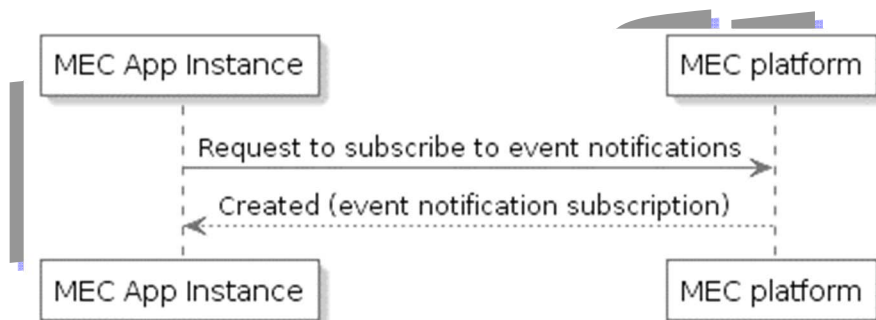 MEC App Instance
MEC platform
Request to subscribe to event notifications
Created (event notification subscription)
MEC App Instance
MEC platform